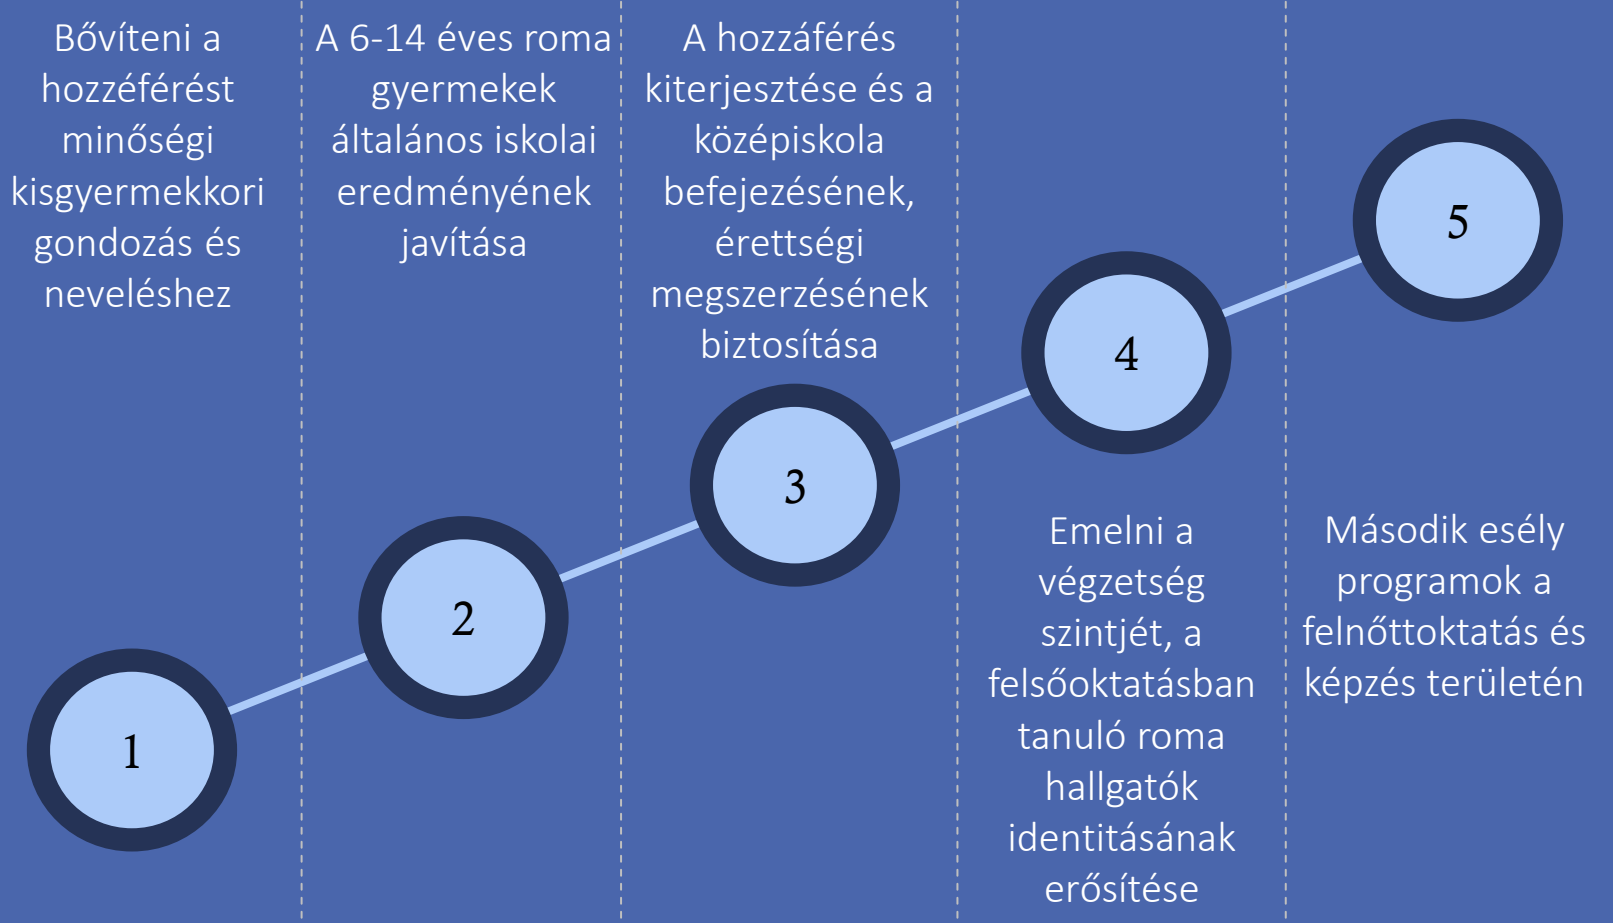 Bővíteni a
hozzéférést
minőségi
kisgyermekkori
gondozás és
neveléshez
1
A 6-14 éves roma
gyermekek
általános iskolai
eredményének
javítása
2
A hozzáférés
kiterjesztése és a
középiskola
befejezésének,
érettségi
megszerzésének
biztosítása
3
4
Emelni a
végzetség
szintjét, a
felsőoktatásban
tanuló roma
hallgatók
identitásának
erősítése
5
Második esély
programok a
felnőttoktatás és
képzés területén